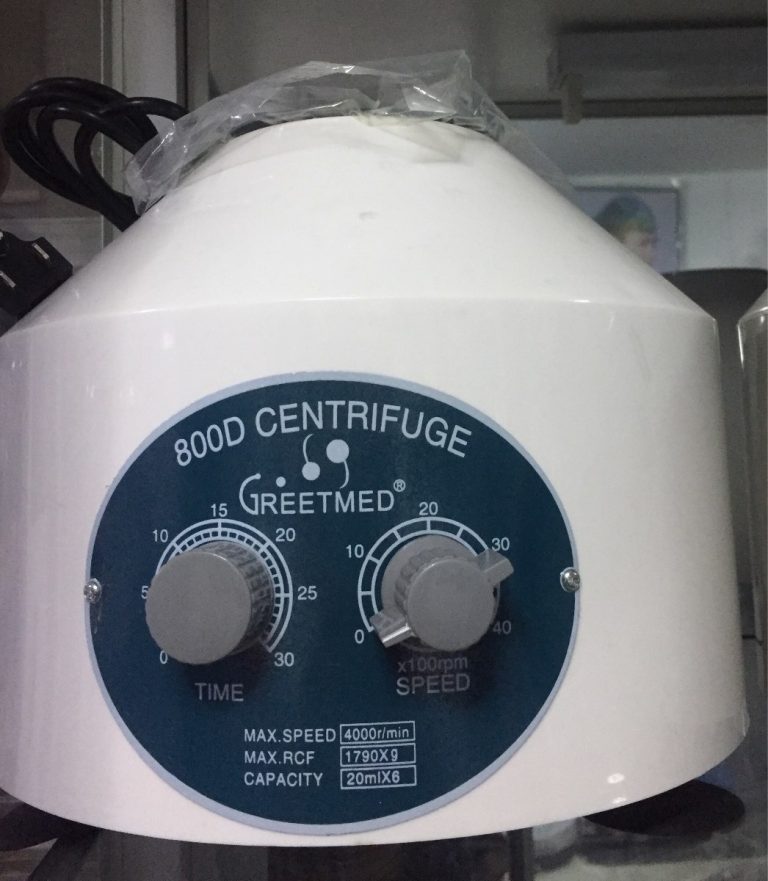 800D CENTRIFUGE
GREETMED®
15
10 20
5 25
0 30
TIME
20
10 30
0 40
x100rpm
SPEED
MAX.SPEED 4000r/min
MAX.RCF 1790X9
CAPACITY 20mlX6